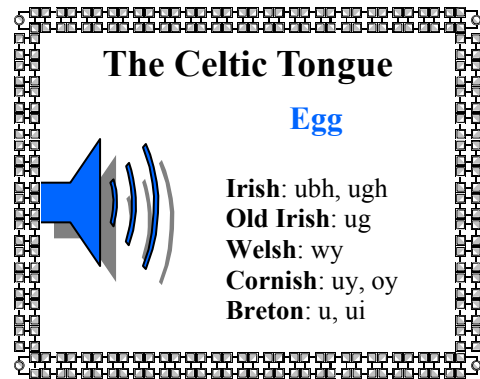 The Celtic Tongue
Egg
Irish: ubh, ugh
Old Irish: ug
Welsh: wy
Cornish: uy, oy
Breton: u, ui